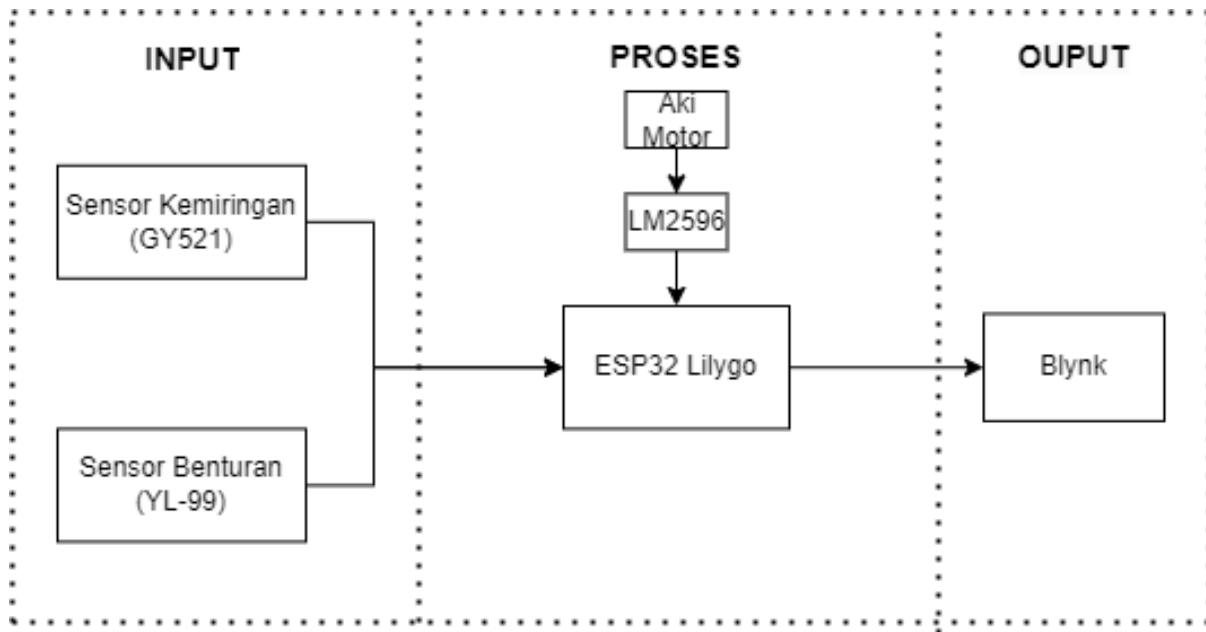 INPUT
Sensor Kemiringan
(GY521)
Sensor Benturan
(YL-99)
PROSES
Aki
Motor
LM2596
ESP32 Lilygo
OUPUT
Blynk